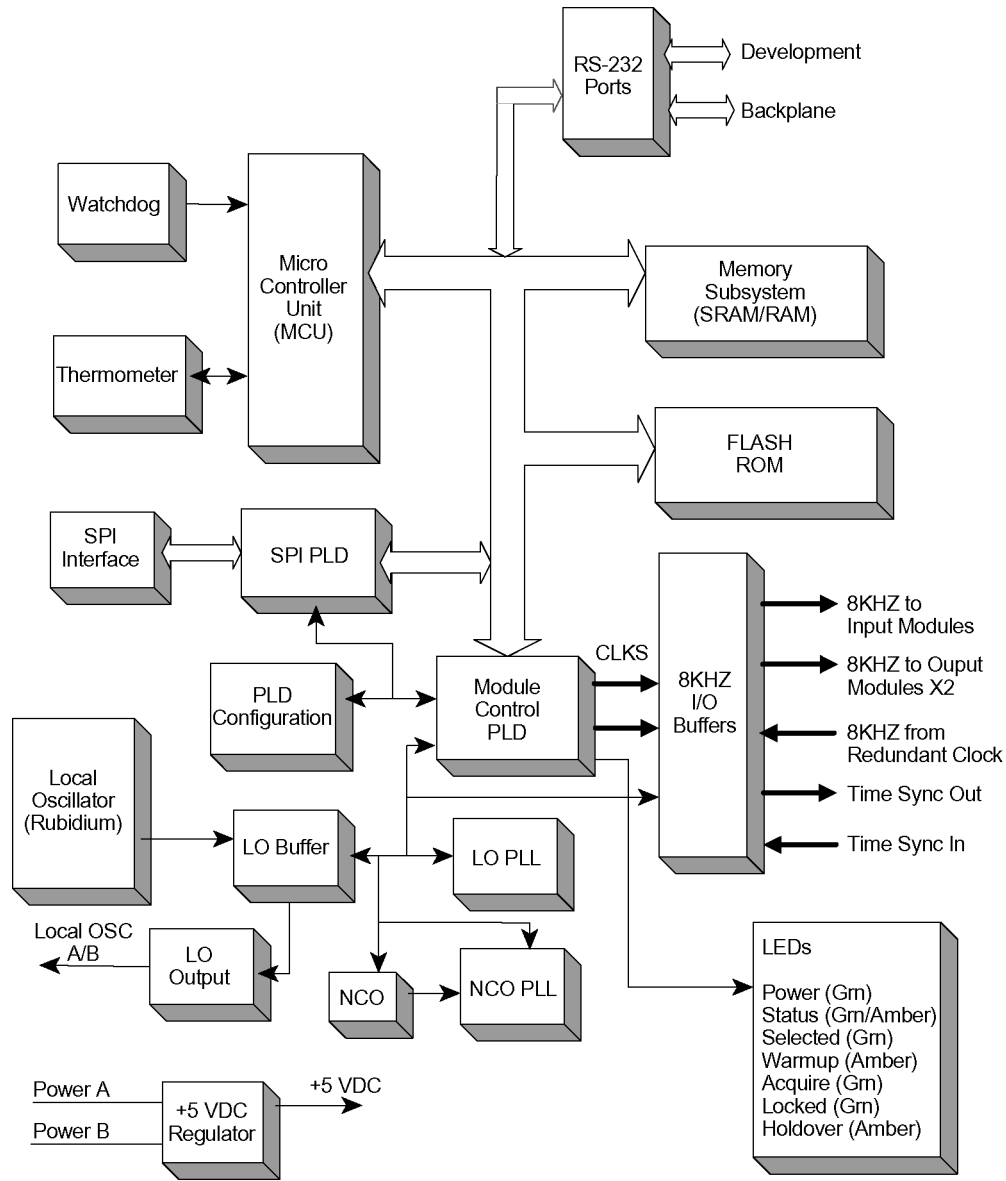 RS-232
Ports
Development
Backplane
Watchdog
Micro
Controller
Unit
(MCU)
Memory
Subsystem
(SRAM/RAM)
Thermometer
FLASH
ROM
SPI
Interface
SPI PLD
8KHZ
I/O
Buffers
8KHZ to
Input Modules
8KHZ to Ouput
Modules X2
8KHZ from
Redundant Clock
Time Sync Out
Time Sync In
CLKS
PLD
Configuration
Module
Control
PLD
Local
Oscillator
(Rubidium)
LO Buffer
LO PLL
Local OSC
A/B
LO
Output
NCO
NCO PLL
LEDs
Power (Grn)
Status (Grn/Amber)
Selected (Grn)
Warmup (Amber)
Acquire (Grn)
Locked (Grn)
Holdover (Amber)
Power A
Power B
+5 VDC
Regulator
+5 VDC